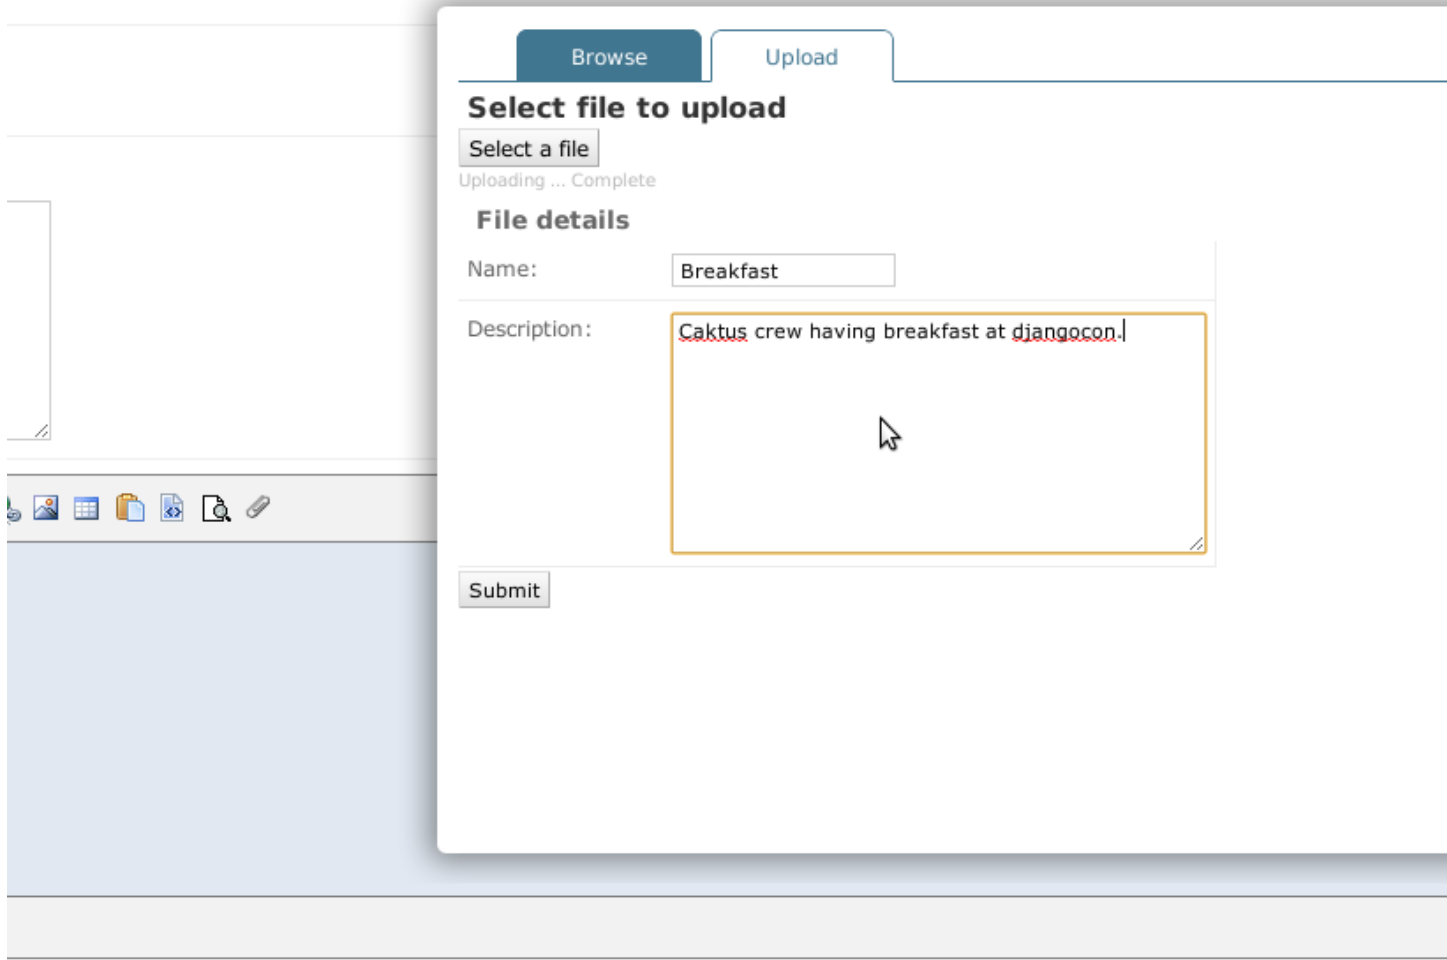 Browse
Upload
Select file to upload
Select a file
Uploading ... Complete
File details
Name:
Breakfast
Description:
Caktus crew having breakfast at djangocon.
Submit